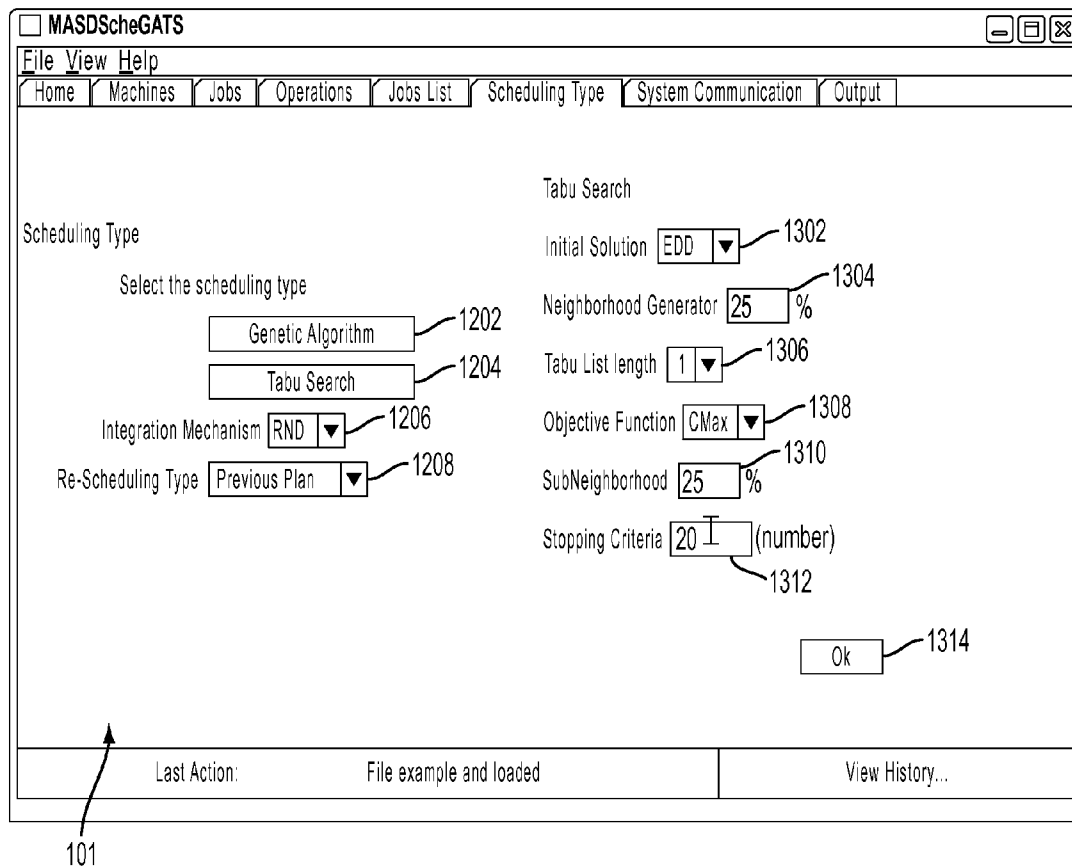 MASDScheGATS
File View Help
Home Machines Jobs Operations Jobs List Scheduling Type System Communication Output
Scheduling Type
Select the scheduling type
Genetic Algorithm 1202
Tabu Search 1204
Integration Mechanism RND 1206
Re-Scheduling Type Previous Plan 1208
Tabu Search
Initial Solution EDD 1302
Neighborhood Generator 25 % 1304
Tabu List length 1 1306
Objective Function CMax 1308
SubNeighborhood 25 % 1310
Stopping Criteria 20 (number)
1312
Ok 1314
Last Action: File example and loaded View History...
101